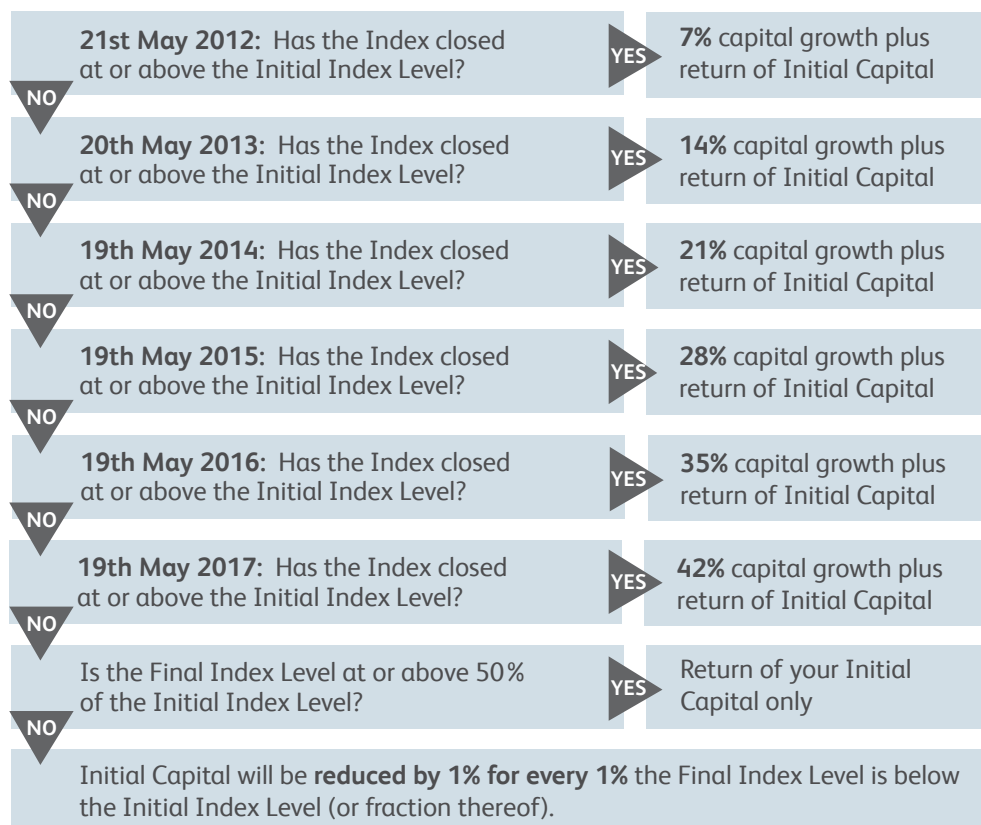 21st May 2012: Has the Index closed
at or above the Initial Index Level?
YES
7% capital growth plus
return of Initial Capital
NO
20th May 2013: Has the Index closed
at or above the Initial Index Level?
YES
14% capital growth plus
return of Initial Capital
NO
19th May 2014: Has the Index closed
at or above the Initial Index Level?
YES
21% capital growth plus
return of Initial Capital
NO
19th May 2015: Has the Index closed
at or above the Initial Index Level?
YES
28% capital growth plus
return of Initial Capital
NO
19th May 2016: Has the Index closed
at or above the Initial Index Level?
YES
35% capital growth plus
return of Initial Capital
NO
19th May 2017: Has the Index closed
at or above the Initial Index Level?
YES
42% capital growth plus
return of Initial Capital
NO
Is the Final Index Level at or above 50%
of the Initial Index Level?
YES
Return of your Initial
Capital only
NO
Initial Capital will be reduced by 1% for every 1% the Final Index Level is below
the Initial Index Level (or fraction thereof).